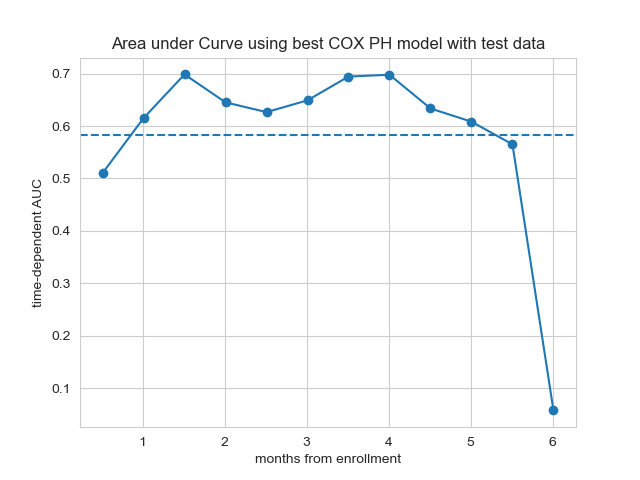 Area under Curve using best COX PH model with test data
time-dependent AUC
0.7
0.6
0.5
0.4
0.3
0.2
0.1
1 2 3 4 5 6
months from enrollment